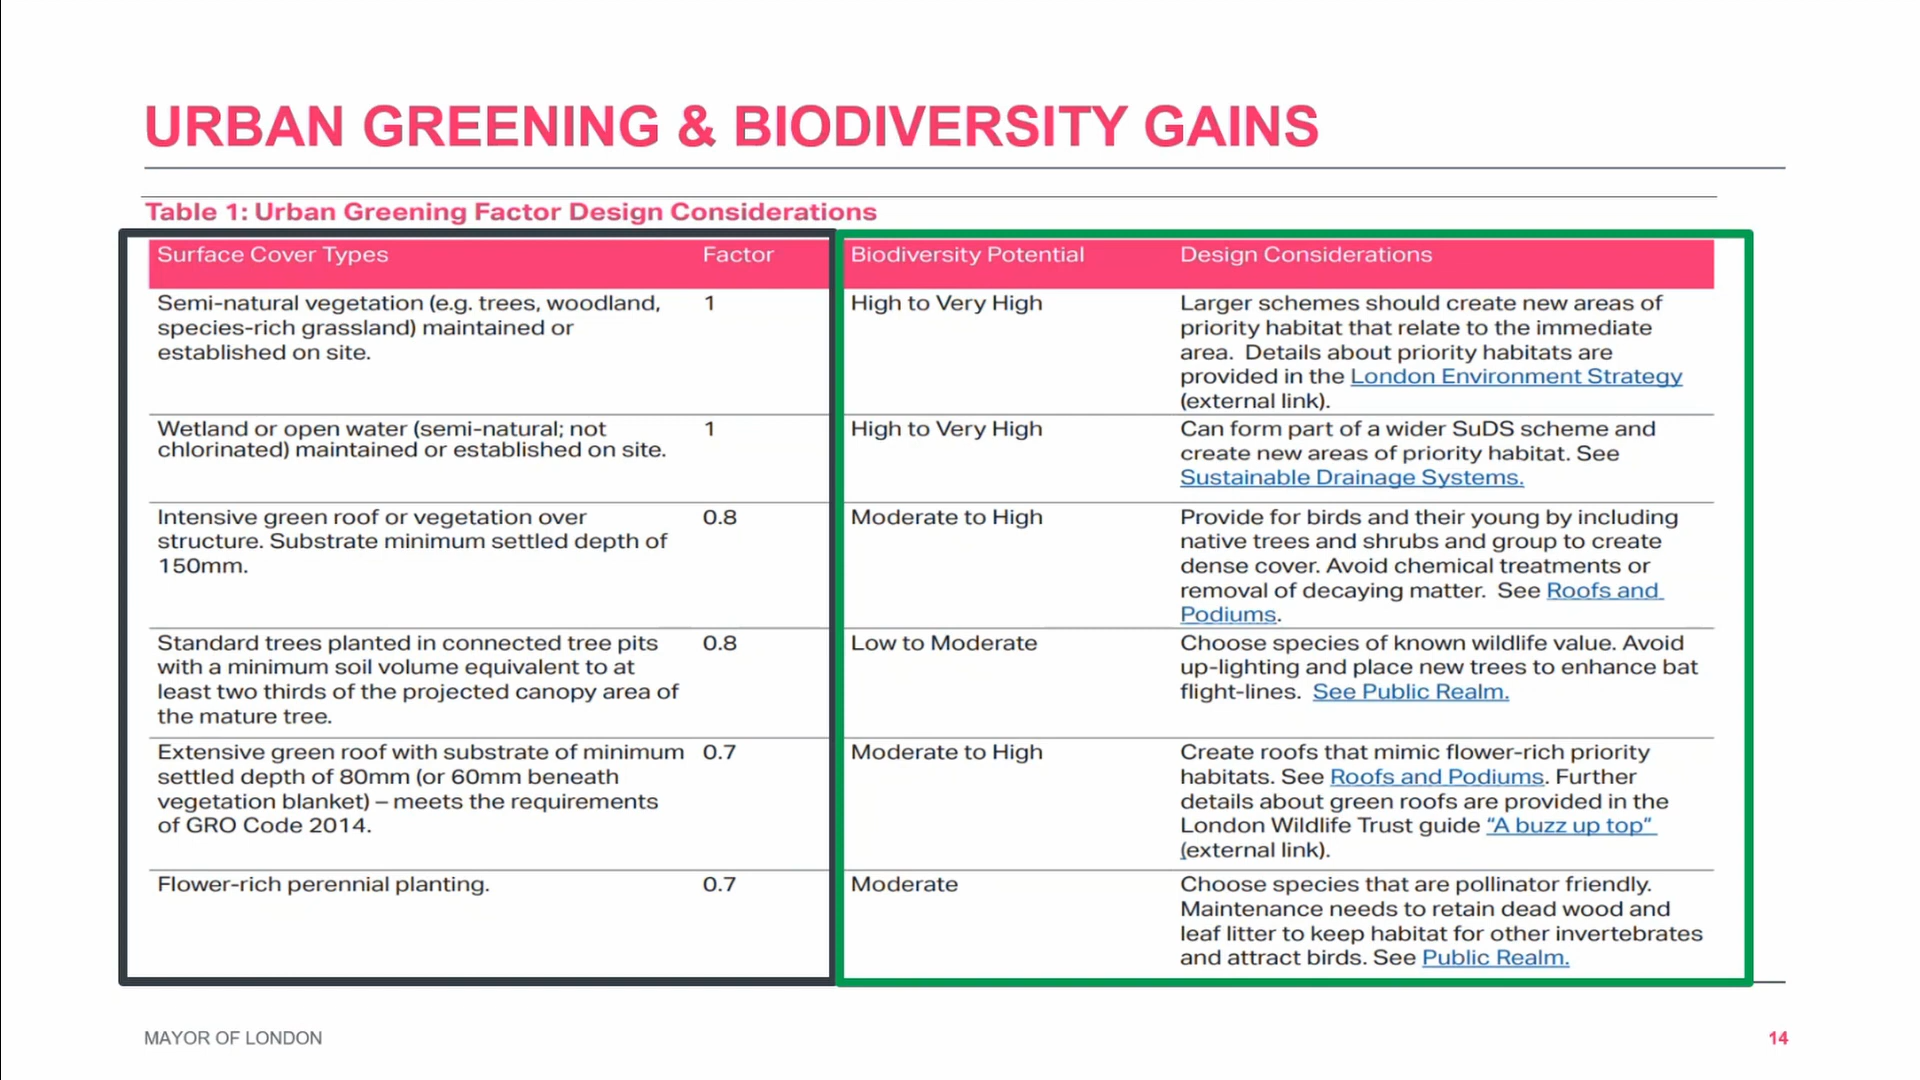 URBAN GREENING & BIODIVERSITY GAINS
Table 1: Urban Greening Factor Design Considerations
Surface Cover Types Factor Biodiversity Potential Design Considerations
Semi-natural vegetation (e.g. trees, woodland,
species-rich grassland) maintained or
established on site.
1
High to Very High
Larger schemes should create new areas of
priority habitat that relate to the immediate
area. Details about priority habitats are
provided in the London Environment Strategy
(external link).
Wetland or open water (semi-natural; not
chlorinated) maintained or established on site.
1
High to Very High
Can form part of a wider SuDS scheme and
create new areas of priority habitat. See
Sustainable Drainage Systems.
Intensive green roof or vegetation over
structure. Substrate minimum settled depth of
150mm.
0.8
Moderate to High
Provide for birds and their young by including
native trees and shrubs and group to create
dense cover. Avoid chemical treatments or
removal of decaying matter. See Roofs and
Podiums.
Standard trees planted in connected tree pits
with a minimum soil volume equivalent to at
least two thirds of the projected canopy area of
the mature tree.
0.8
Low to Moderate
Choose species of known wildlife value. Avoid
up-lighting and place new trees to enhance bat
flight-lines. See Public Realm.
Extensive green roof with substrate of minimum
settled depth of 80mm (or 60mm beneath
vegetation blanket) – meets the requirements
of GRO Code 2014.
0.7
Moderate to High
Create roofs that mimic flower-rich priority
habitats. See Roofs and Podiums. Further
details about green roofs are provided in the
London Wildlife Trust guide “A buzz up top”
(external link).
Flower-rich perennial planting.
0.7
Moderate
Choose species that are pollinator friendly.
Maintenance needs to retain dead wood and
leaf litter to keep habitat for other invertebrates
and attract birds. See Public Realm.
MAYOR OF LONDON
14